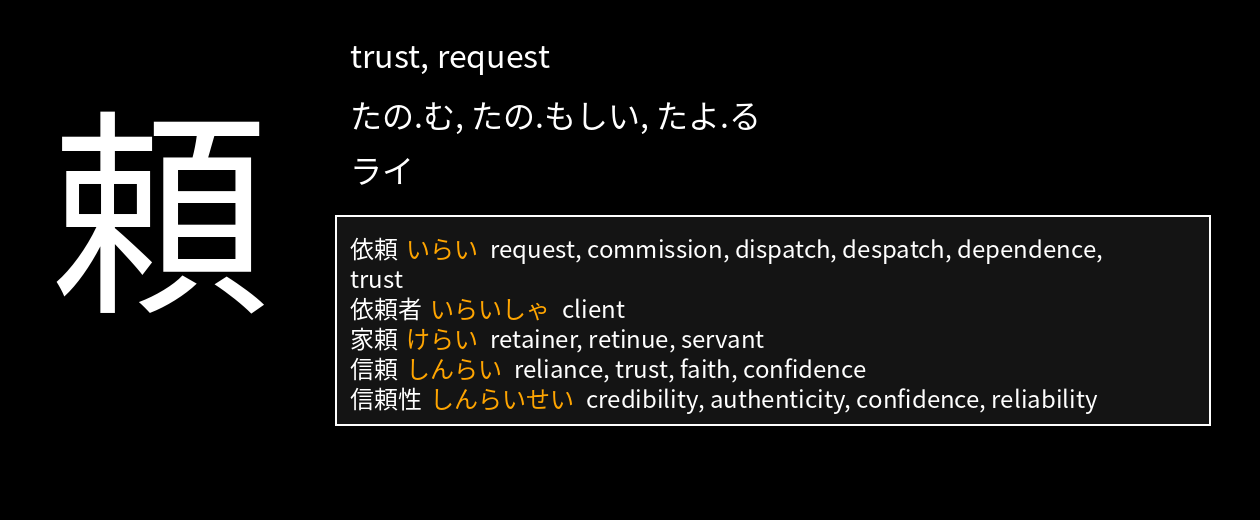 頼
trust, request
たの.む, たの.もしい, たよ.る
ライ
依頼 いらい request, commission, dispatch, despatch, dependence,
trust
依頼者 いらいしゃ client
家頼 けらい retainer, retinue, servant
信頼 しんらい reliance, trust, faith, confidence
信頼性 しんらいせい credibility, authenticity, confidence, reliability